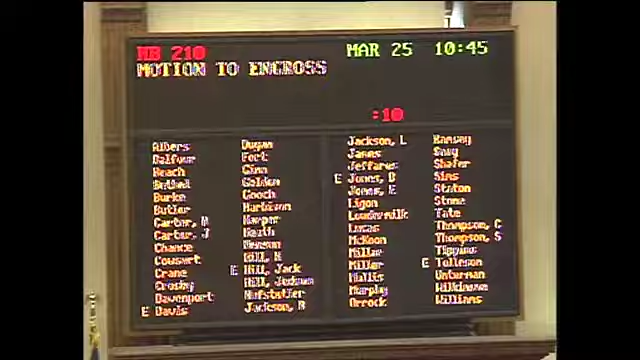 HB 210 MAR 25 10:45
MOTION TO ENGROSS
:10
Albers
Balfour
Beach
Bethel
Burke
Butler
Carter, B
Carter, J
Chance
Cowsert
Crane
Crosby
Davenport
E Davis
Dugan
Fort
Ginn
Golden
Gooch
Harbison
Harper
Heath
Henson
Hill, H
E Hill, Jack
Hill, Judson
Hufstetler
Jackson, B
Jackson, L
James
Jeffares
E Jones, B
Jones, E
Ligon
Loudermilk
Lucas
McKoon
Millar
Miller
Mullis
Murphy
Orrock
Ramsey
Seay
Shafer
Sims
Staton
Stone
Tate
Thompson, C
Thompson, S
Tippins
E Tolleson
Unterman
Wilkinson
Williams